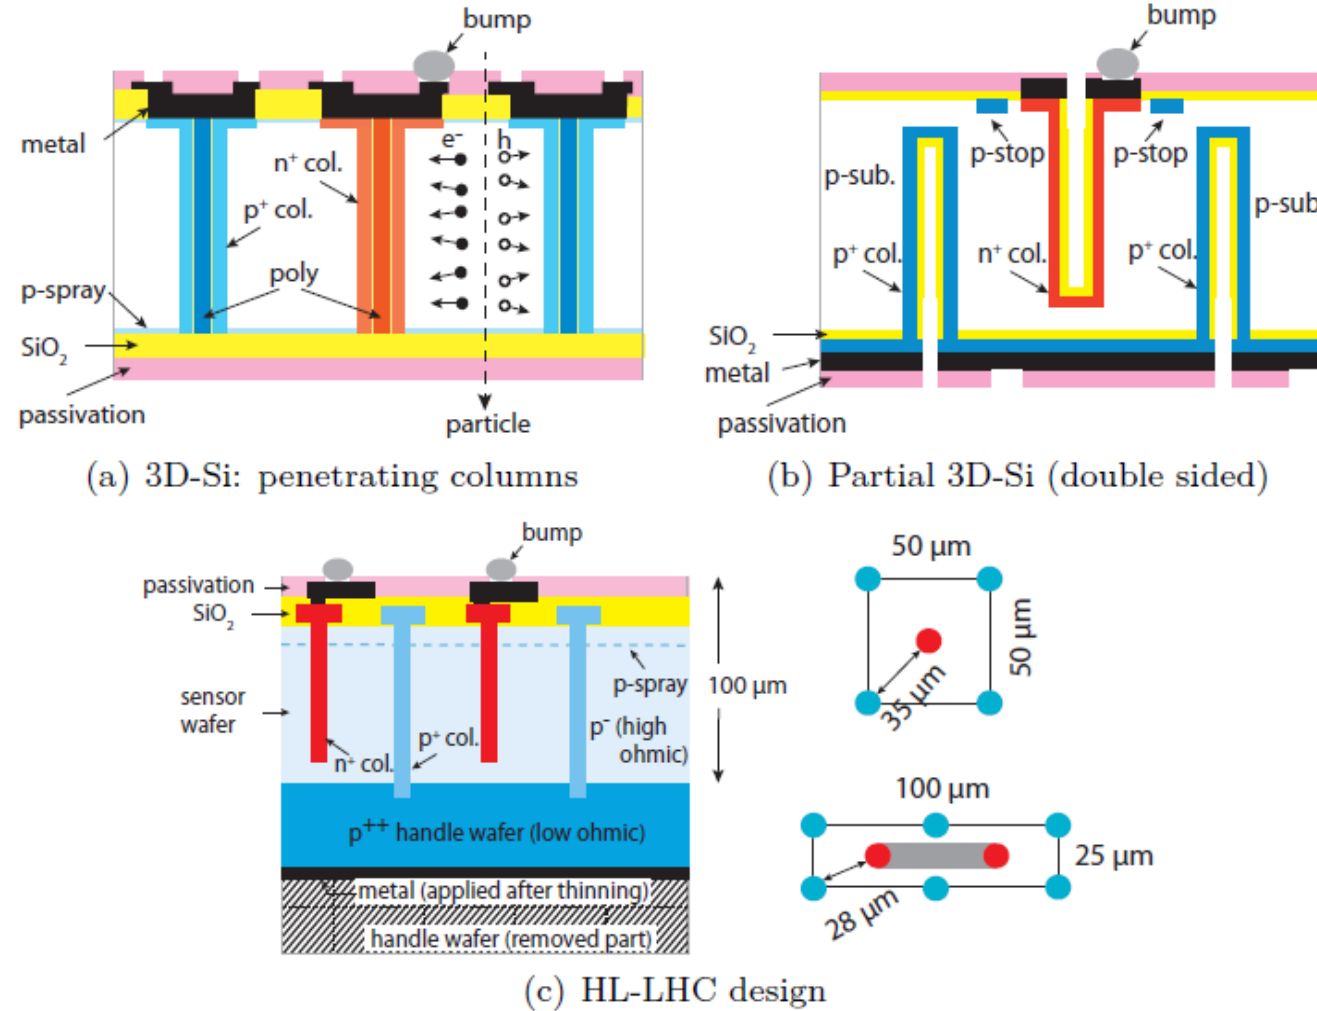 bump
metal
e⁻
h
n⁺ col.
p⁺ col.
poly
p-spray
SiO₂
passivation
particle
(a) 3D-Si: penetrating columns
bump
p-stop
p-stop
p-sub.
p-sub
p⁺ col.
n⁺ col.
p⁺ col.
SiO₂
metal
passivation
(b) Partial 3D-Si (double sided)
bump
passivation
SiO₂
p-spray
100 µm
sensor
wafer
n⁺ col.
p⁺ col.
p⁻ (high
ohmic)
p⁺⁺ handle wafer (low ohmic)
metal (applied after thinning)
handle wafer (removed part)
50 µm
50 µm
35 µm
100 µm
25 µm
28 µm
(c) HL-LHC design